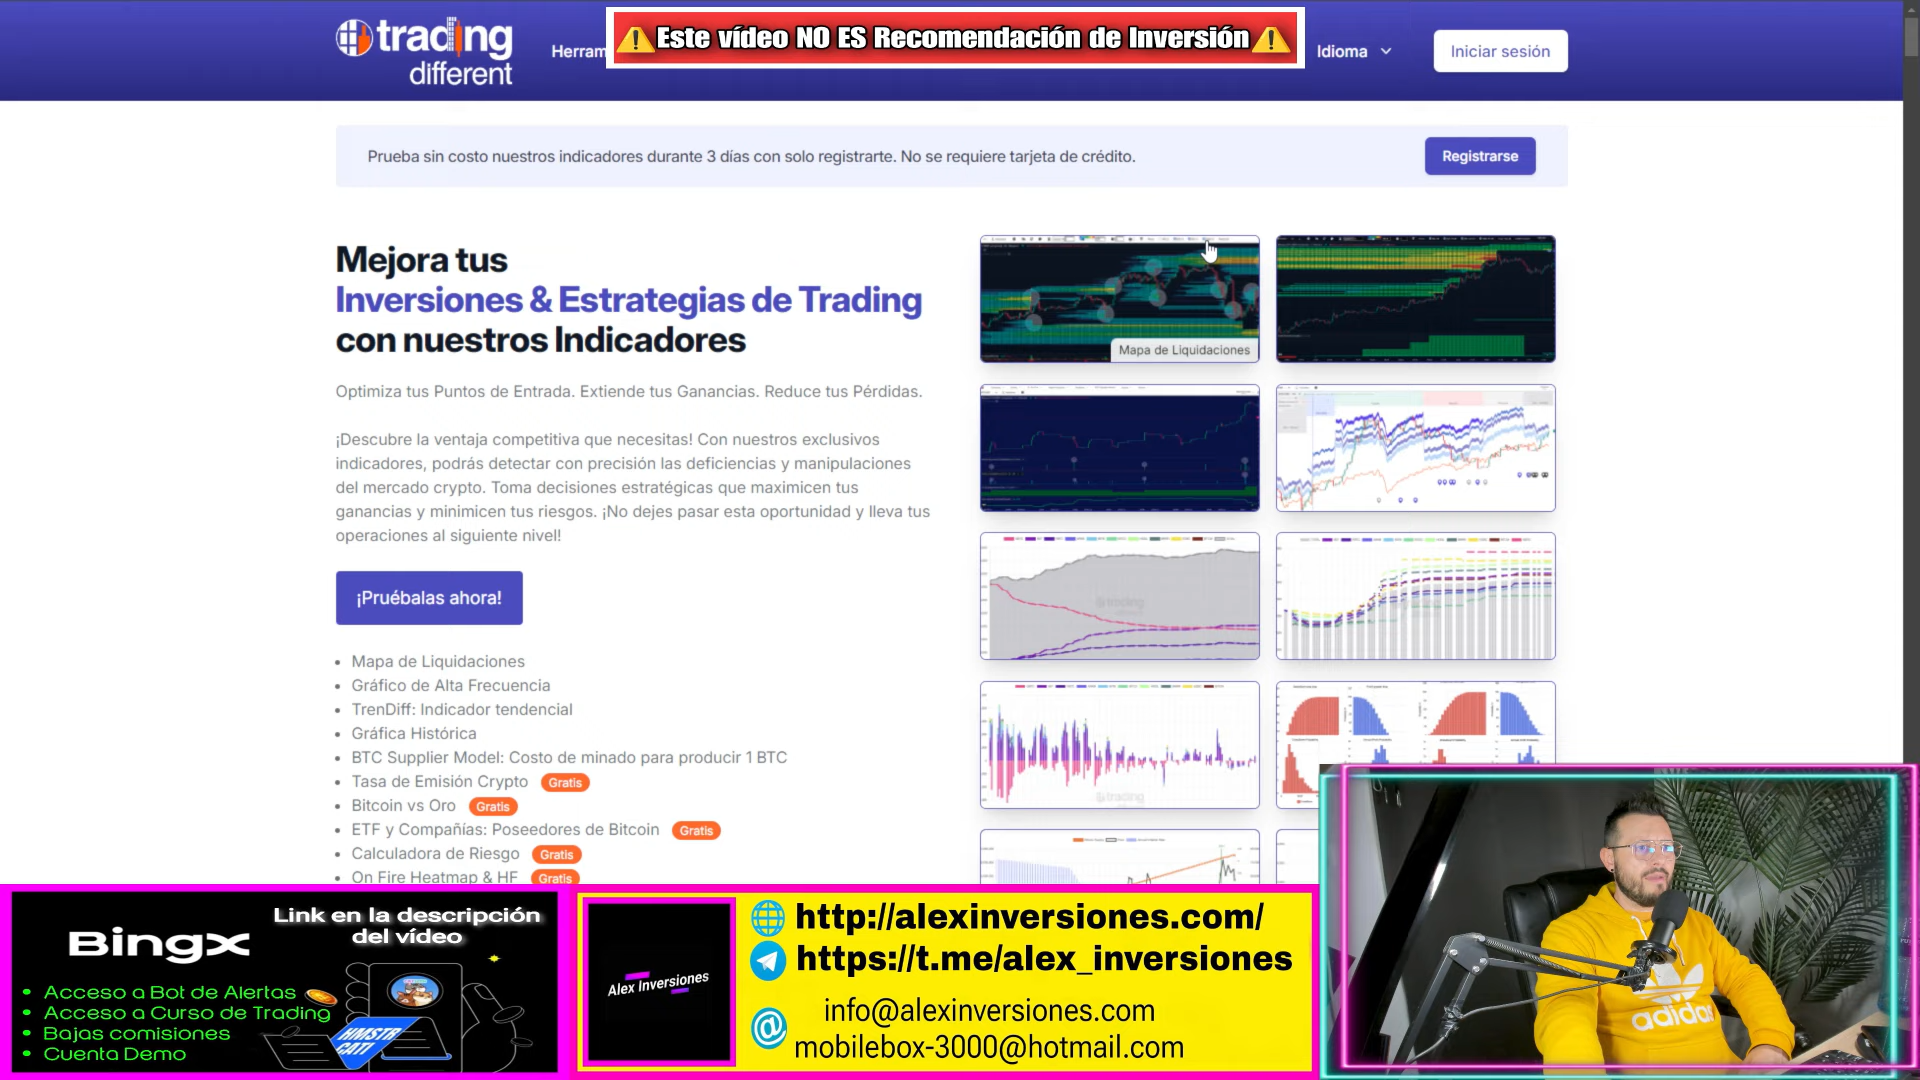 trading
different
Herram
⚠Este vídeo NO ES Recomendación de Inversión⚠
Idioma
Iniciar sesión
Prueba sin costo nuestros indicadores durante 3 días con solo registrarte. No se requiere tarjeta de crédito.
Registrarse
Mejora tus
Inversiones & Estrategias de Trading
con nuestros Indicadores
Mapa de Liquidaciones
Optimiza tus Puntos de Entrada. Extiende tus Ganancias. Reduce tus Pérdidas.
¡Descubre la ventaja competitiva que necesitas! Con nuestros exclusivos
indicadores, podrás detectar con precisión las deficiencias y manipulaciones
del mercado crypto. Toma decisiones estratégicas que maximicen tus
ganancias y minimicen tus riesgos. ¡No dejes pasar esta oportunidad y lleva tus
operaciones al siguiente nivel!
¡Pruébalas ahora!
• Mapa de Liquidaciones
• Gráfico de Alta Frecuencia
• TrenDiff: Indicador tendencial
• Gráfica Histórica
• BTC Supplier Model: Costo de minado para producir 1 BTC
• Tasa de Emisión Crypto Gratis
• Bitcoin vs Oro Gratis
• ETF y Compañías: Poseedores de Bitcoin Gratis
• Calculadora de Riesgo Gratis
• On Fire Heatmap & HF Gratis
Link en la descripción
del vídeo
BingX
• Acceso a Bot de Alertas
• Acceso a Curso de Trading
• Bajas comisiones
• Cuenta Demo
HMSTR
CATI
Alex Inversiones
http://alexinversiones.com/
https://t.me/alex_inversiones
info@alexinversiones.com
mobilebox-3000@hotmail.com
adidas